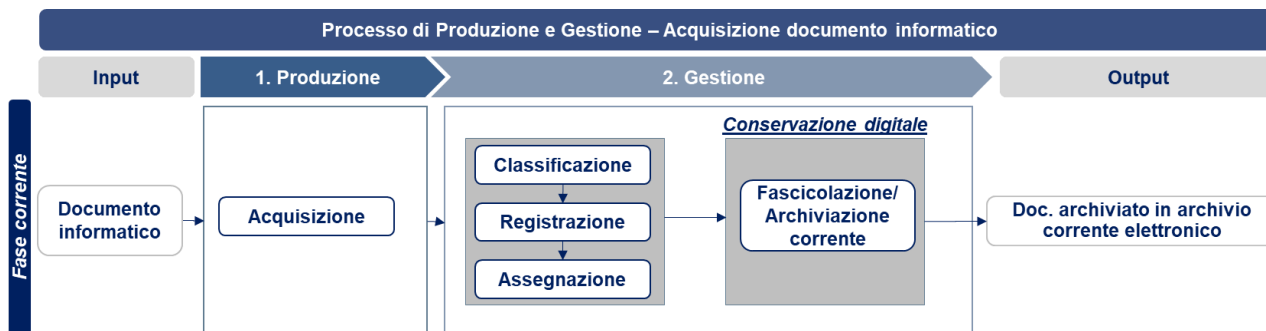 Processo di Produzione e Gestione – Acquisizione documento informatico
Input
1. Produzione
2. Gestione
Output
Fase corrente
Documento
informatico
Acquisizione
Classificazione
Registrazione
Assegnazione
Conservazione digitale
Fascicolazione/
Archiviazione
corrente
Doc. archiviato in archivio
corrente elettronico